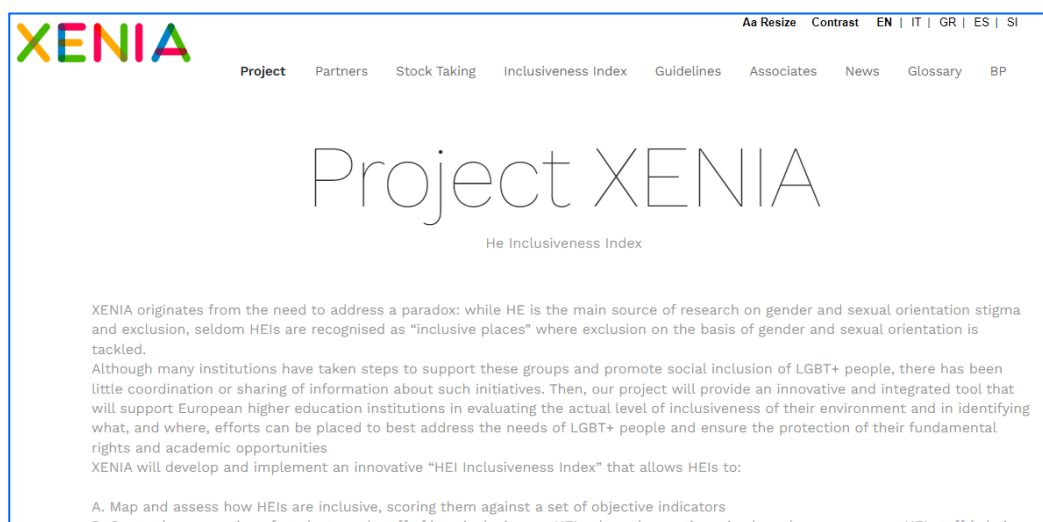 XENIA
Aa Resize Contrast EN | IT | GR | ES | SI
Project Partners Stock Taking Inclusiveness Index Guidelines Associates News Glossary BP
Project XENIA
He Inclusiveness Index
XENIA originates from the need to address a paradox: while HE is the main source of research on gender and sexual orientation stigma
and exclusion, seldom HEIs are recognised as “inclusive places” where exclusion on the basis of gender and sexual orientation is
tackled.
Although many institutions have taken steps to support these groups and promote social inclusion of LGBT+ people, there has been
little coordination or sharing of information about such initiatives. Then, our project will provide an innovative and integrated tool that
will support European higher education institutions in evaluating the actual level of inclusiveness of their environment and in identifying
what, and where, efforts can be placed to best address the needs of LGBT+ people and ensure the protection of their fundamental
rights and academic opportunities
XENIA will develop and implement an innovative “HEI Inclusiveness Index” that allows HEIs to:
A. Map and assess how HEIs are inclusive, scoring them against a set of objective indicators